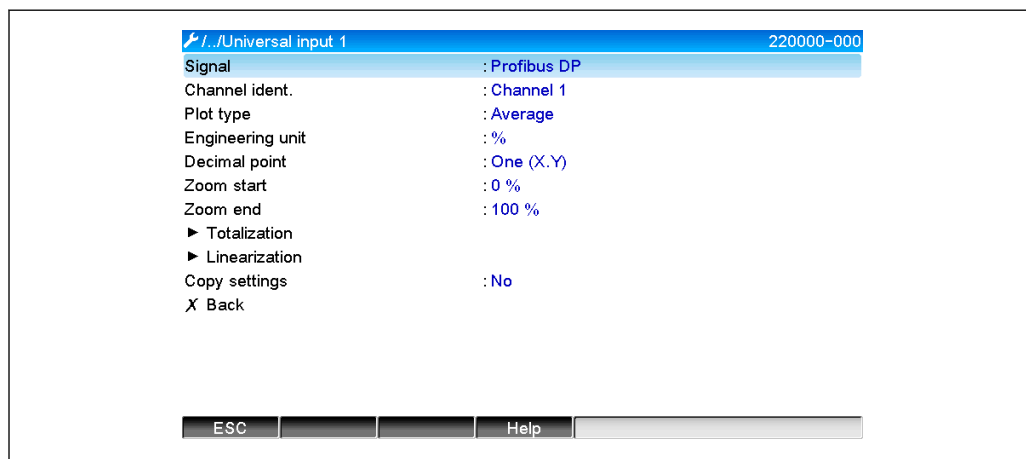 /../Universal input 1 220000-000
Signal : Profibus DP
Channel ident. : Channel 1
Plot type : Average
Engineering unit : %
Decimal point : One (X.Y)
Zoom start : 0 %
Zoom end : 100 %
► Totalization
► Linearization
Copy settings : No
X Back
ESC Help